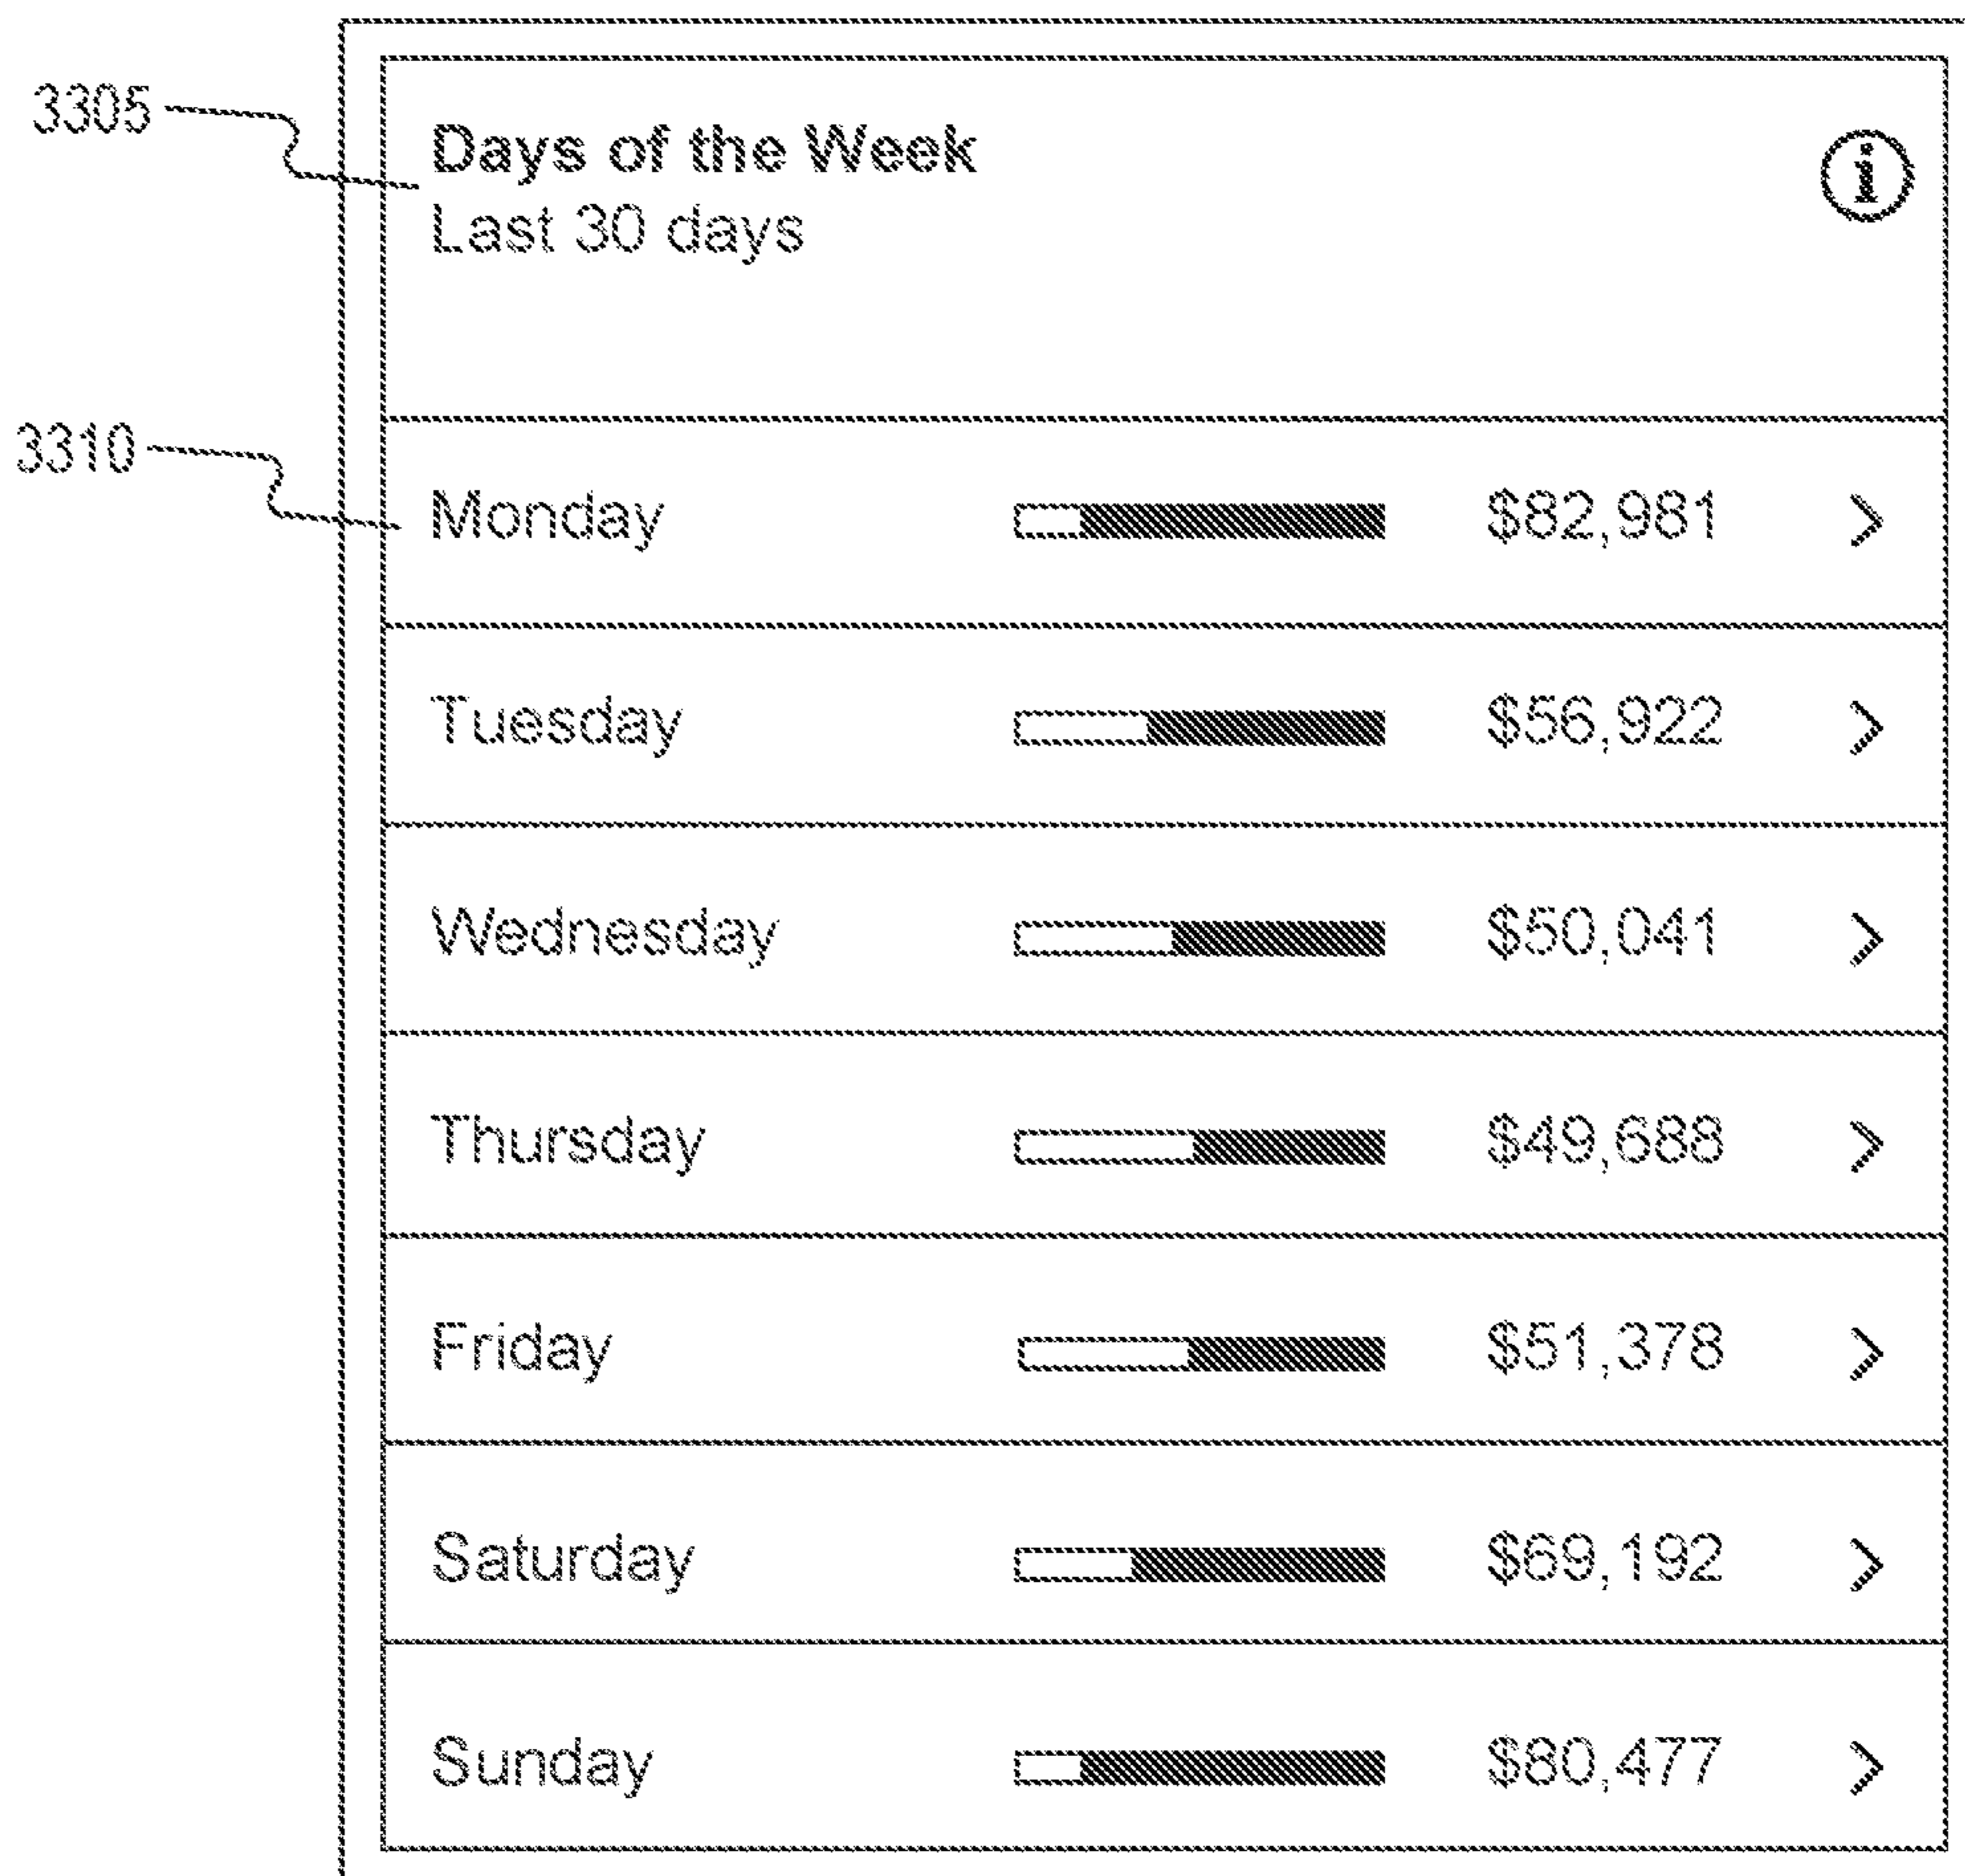 3305
Days of the Week
Last 30 days
i
3310
Monday $82,981 >
Tuesday $56,922 >
Wednesday $50,041 >
Thursday $49,688 >
Friday $51,378 >
Saturday $69,192 >
Sunday $80,477 >